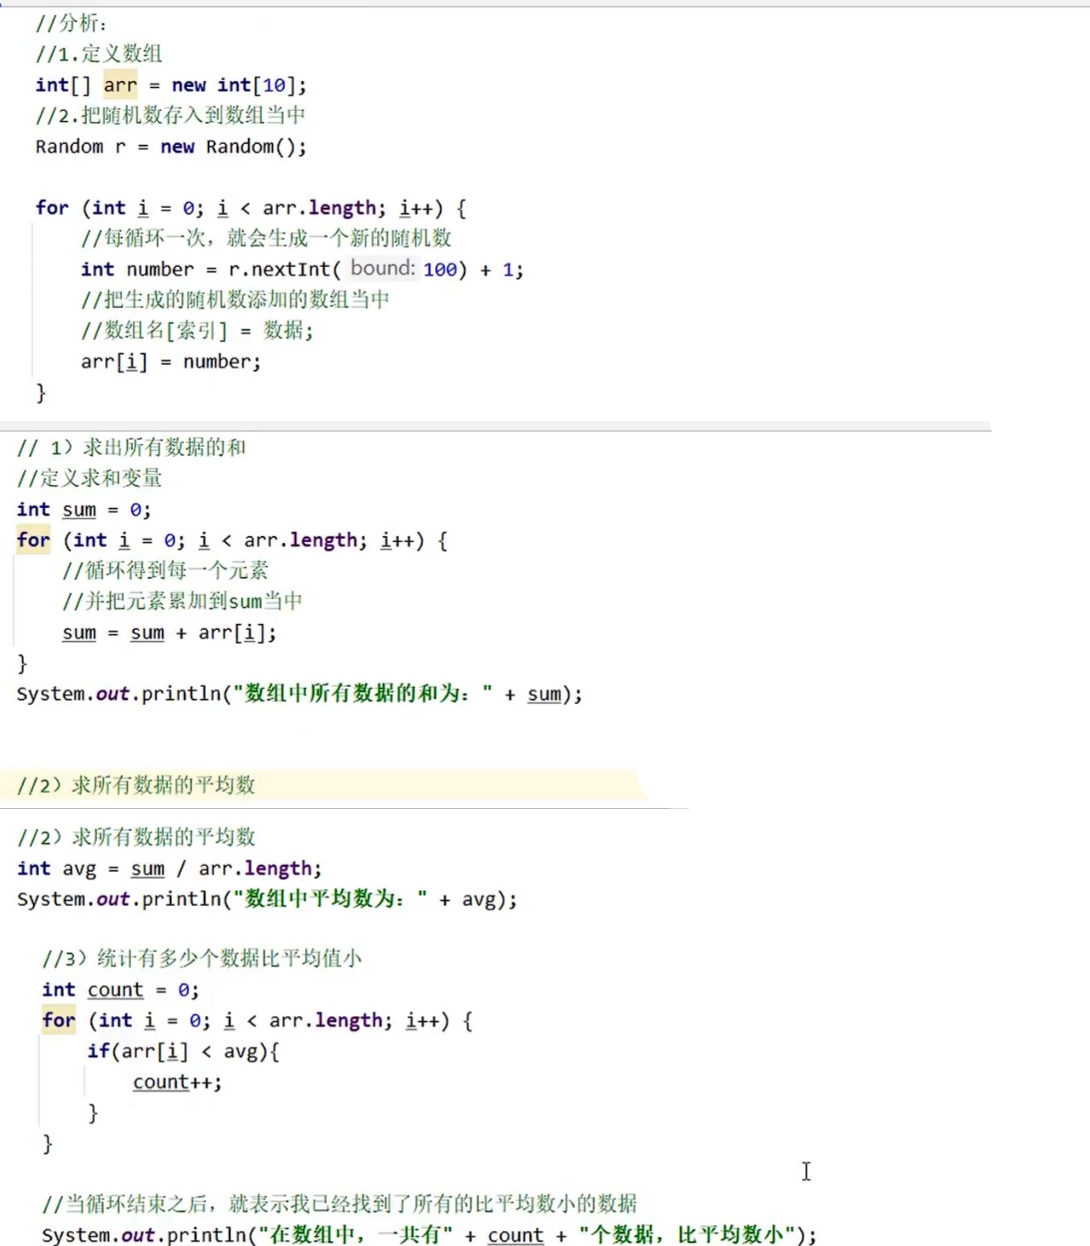 //分析:
//1.定义数组
int[] arr = new int[10];
//2.把随机数存入到数组当中
Random r = new Random();
for (int i = 0; i < arr.length; i++) {
//每循环一次，就会生成一个新的随机数
int number = r.nextInt( bound: 100) + 1;
//把生成的随机数添加的数组当中
//数组名[索引] = 数据;
arr[i] = number;
}
// 1）求出所有数据的和
//定义求和变量
int sum = 0;
for (int i = 0; i < arr.length; i++) {
//循环得到每一个元素
//并把元素累加到sum当中
sum = sum + arr[i];
}
System.out.println("数组中所有数据的和为：" + sum);
//2）求所有数据的平均数
//2）求所有数据的平均数
int avg = sum / arr.length;
System.out.println("数组中平均数为：" + avg);
//3）统计有多少个数据比平均值小
int count = 0;
for (int i = 0; i < arr.length; i++) {
if(arr[i] < avg){
count++;
}
}
//当循环结束之后，就表示我已经找到了所有的比平均数小的数据
System.out.println("在数组中，一共有" + count + "个数据，比平均数小");